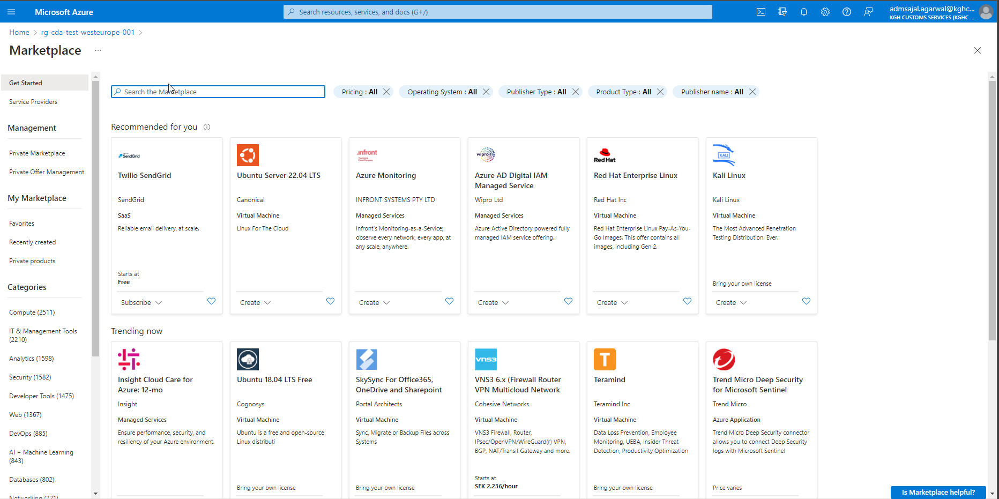 Microsoft Azure
Search resources, services, and docs (G+/)
admsajal.agarwal@kghc...
KGH CUSTOMS SERVICES (KGHC....
Home > rg-cda-test-westeurope-001 >
Marketplace ...
Get Started
Service Providers
Management
Private Marketplace
Private Offer Management
My Marketplace
Favorites
Recently created
Private products
Categories
Compute (2511)
IT & Management Tools
(2210)
Analytics (1598)
Security (1582)
Developer Tools (1475)
Web (1367)
DevOps (885)
AI + Machine Learning
(843)
Databases (802)
Networking (721)
Search the Marketplace
Pricing : All
Operating System : All
Publisher Type : All
Product Type : All
Publisher name : All
Recommended for you
SendGrid
Twilio SendGrid
SendGrid
SaaS
Reliable email delivery, at scale.
Starts at
Free
Subscribe
Ubuntu Server 22.04 LTS
Canonical
Virtual Machine
Linux For The Cloud
Create
.infront
The Hybrid
Cloud Company
Azure Monitoring
INFRONT SYSTEMS PTY LTD
Managed Services
Infront's Monitoring-as-a-Service;
observe every network, every app, at
any scale, anywhere.
Create
wipro
Azure AD Digital IAM
Managed Service
Wipro Ltd
Managed Services
Azure Active Directory powered fully
managed IAM service offering..
Create
Red Hat
Red Hat Enterprise Linux
Red Hat Inc
Virtual Machine
Red Hat Enterprise Linux Pay-As-You-
Go Images. This offer contains all
images, including Gen 2.
Create
KALI
Kali Linux
Kali Linux
Virtual Machine
The Most Advanced Penetration
Testing Distribution. Ever.
Bring your own license
Create
Trending now
Insight Cloud Care for
Azure: 12-mo
Insight
Managed Services
Ensure performance, security, and
resiliency of your Azure environment.
Ubuntu 18.04 LTS Free
Cognosys
Virtual Machine
Ubuntu is a free and open-source
Linux distributi
Bring your own license
SkySync For Office365,
OneDrive and Sharepoint
Portal Architects
Virtual Machine
Sync, Migrate or Backup Files across
Systems
Bring your own license
vns3
VNS3 6.x (Firewall Router
VPN Multicloud Network
Cohesive Networks
Virtual Machine
VNS3 Firewall, Router,
IPsec/OpenVPN/WireGuard(r) VPN,
BGP, NAT/Transit Gateway and more.
Starts at
SEK 2.236/hour
T
Teramind
Teramind Inc
Virtual Machine
Data Loss Prevention, Employee
Monitoring, UEBA, Insider Threat
Detection, Productivity Optimization
Bring your own license
Trend Micro Deep Security
for Microsoft Sentinel
Trend Micro
Azure Application
Trend Micro Deep Security connector
allows you to connect Deep Security
logs with Microsoft Sentinel
Price varies
Is Marketplace helpful?